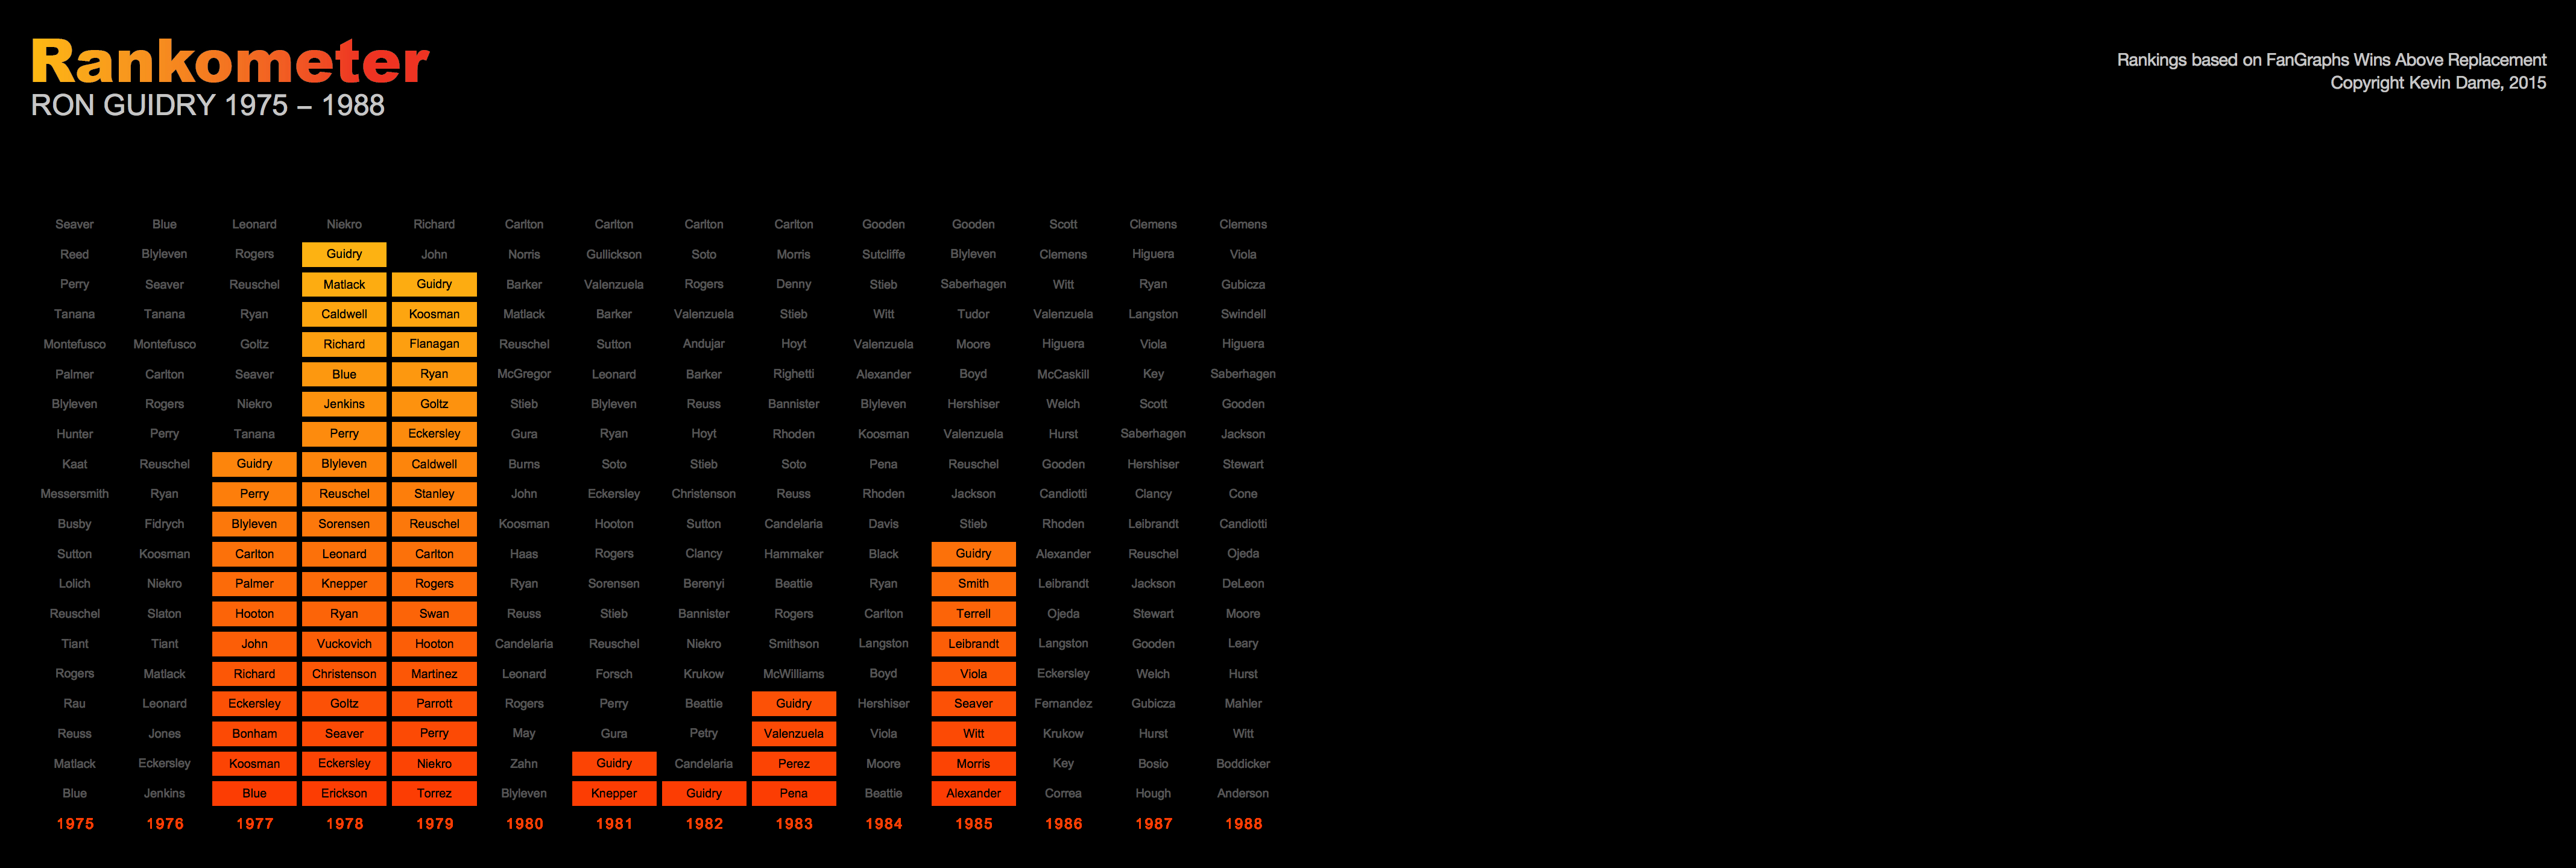 Rankometer
RON GUIDRY 1975 – 1988
Rankings based on FanGraphs Wins Above Replacement
Copyright Kevin Dame, 2015
Seaver Blue Leonard Niekro Richard Carlton Carlton Carlton Carlton Gooden Gooden Scott Clemens Clemens
Reed Blyleven Rogers Guidry John Norris Gullickson Soto Morris Sutcliffe Blyleven Clemens Higuera Viola
Perry Seaver Reuschel Matlack Guidry Barker Valenzuela Rogers Denny Stieb Saberhagen Witt Ryan Gubicza
Tanana Tanana Ryan Caldwell Koosman Matlack Barker Valenzuela Stieb Witt Tudor Valenzuela Langston Swindell
Montefusco Montefusco Goltz Richard Flanagan Reuschel Sutton Andujar Hoyt Valenzuela Moore Higuera Viola Higuera
Palmer Carlton Seaver Blue Ryan McGregor Leonard Barker Righetti Alexander Boyd McCaskill Key Saberhagen
Blyleven Rogers Niekro Jenkins Goltz Stieb Blyleven Reuss Bannister Blyleven Hershiser Welch Scott Gooden
Hunter Perry Tanana Perry Eckersley Gura Ryan Hoyt Rhoden Koosman Valenzuela Hurst Saberhagen Jackson
Kaat Reuschel Guidry Blyleven Caldwell Burns Soto Stieb Soto Pena Reuschel Gooden Hershiser Stewart
Messersmith Ryan Perry Reuschel Stanley John Eckersley Christenson Reuss Rhoden Jackson Candiotti Clancy Cone
Busby Fidrych Blyleven Sorensen Reuschel Koosman Hooton Sutton Candelaria Davis Stieb Rhoden Leibrandt Candiotti
Sutton Koosman Carlton Leonard Carlton Haas Rogers Clancy Hammaker Black Guidry Alexander Reuschel Ojeda
Lolich Niekro Palmer Knepper Rogers Ryan Sorensen Berenyi Beattie Ryan Smith Leibrandt Jackson DeLeon
Reuschel Slaton Hooton Ryan Swan Reuss Stieb Bannister Rogers Carlton Terrell Ojeda Stewart Moore
Tiant Tiant John Vuckovich Hooton Candelaria Reuschel Niekro Smithson Langston Leibrandt Langston Gooden Leary
Rogers Matlack Richard Christenson Martinez Leonard Forsch Krukow McWilliams Boyd Viola Eckersley Welch Hurst
Rau Leonard Eckersley Goltz Parrott Rogers Perry Beattie Guidry Hershiser Seaver Fernandez Gubicza Mahler
Reuss Jones Bonham Seaver Perry May Gura Petry Valenzuela Viola Witt Krukow Hurst Witt
Matlack Eckersley Koosman Eckersley Niekro Zahn Guidry Candelaria Perez Moore Morris Key Bosio Boddicker
Blue Jenkins Blue Erickson Torrez Blyleven Knepper Guidry Pena Beattie Alexander Correa Hough Anderson
1975 1976 1977 1978 1979 1980 1981 1982 1983 1984 1985 1986 1987 1988